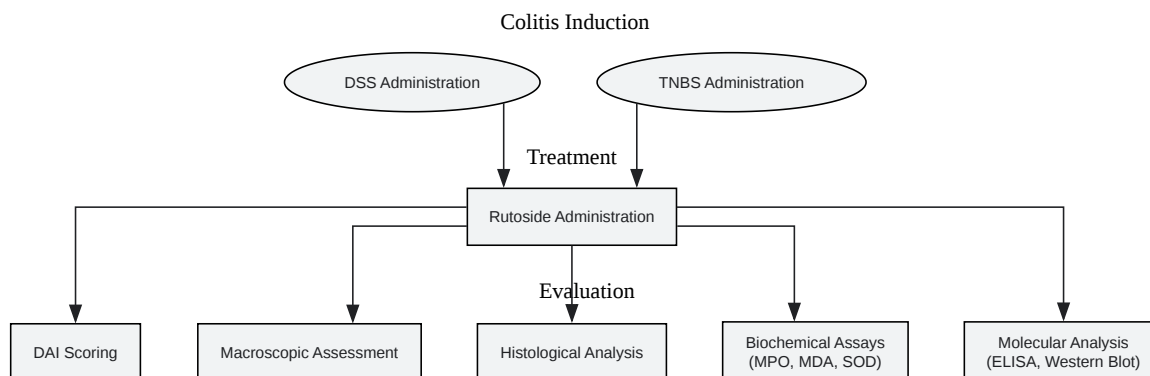 Colitis Induction
DSS Administration
TNBS Administration
Treatment
Rutoside Administration
Evaluation
DAI Scoring
Macroscopic Assessment
Histological Analysis
Biochemical Assays
(MPO, MDA, SOD)
Molecular Analysis
(ELISA, Western Blot)